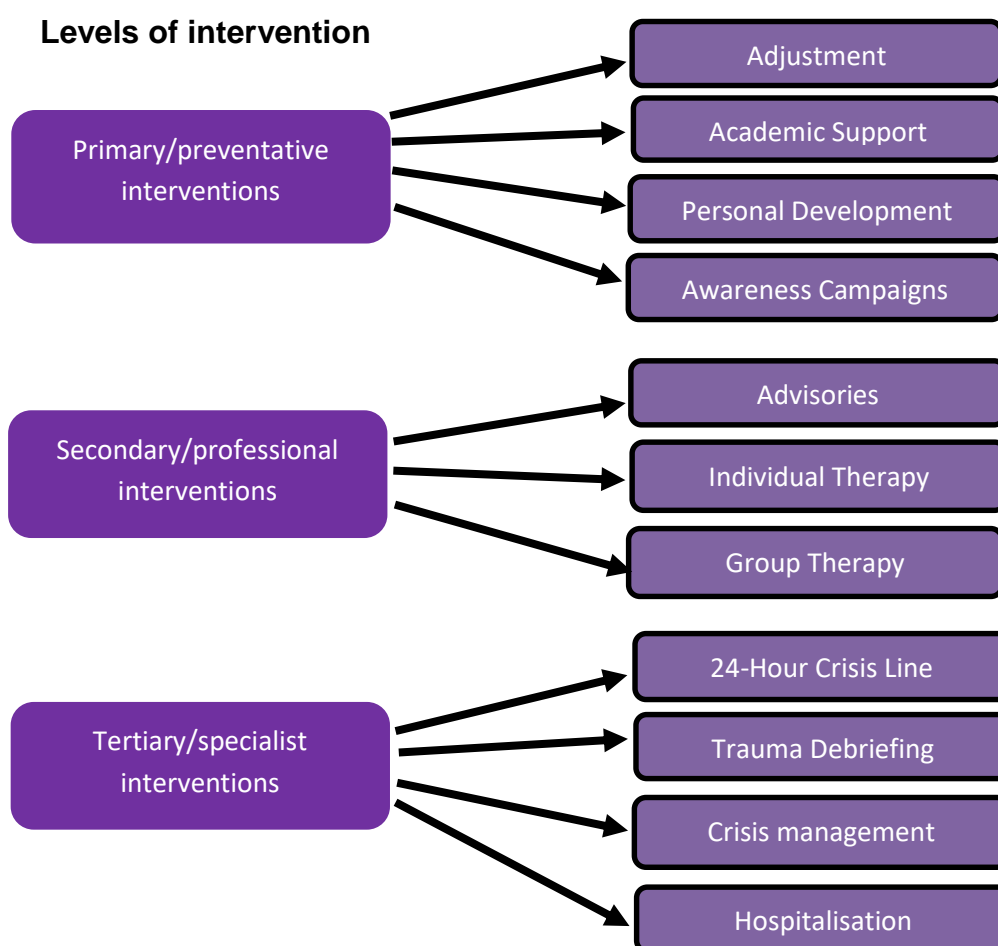 Levels of intervention
Primary/preventative
interventions
Adjustment
Academic Support
Personal Development
Awareness Campaigns
Secondary/professional
interventions
Advisories
Individual Therapy
Group Therapy
Tertiary/specialist
interventions
24-Hour Crisis Line
Trauma Debriefing
Crisis management
Hospitalisation